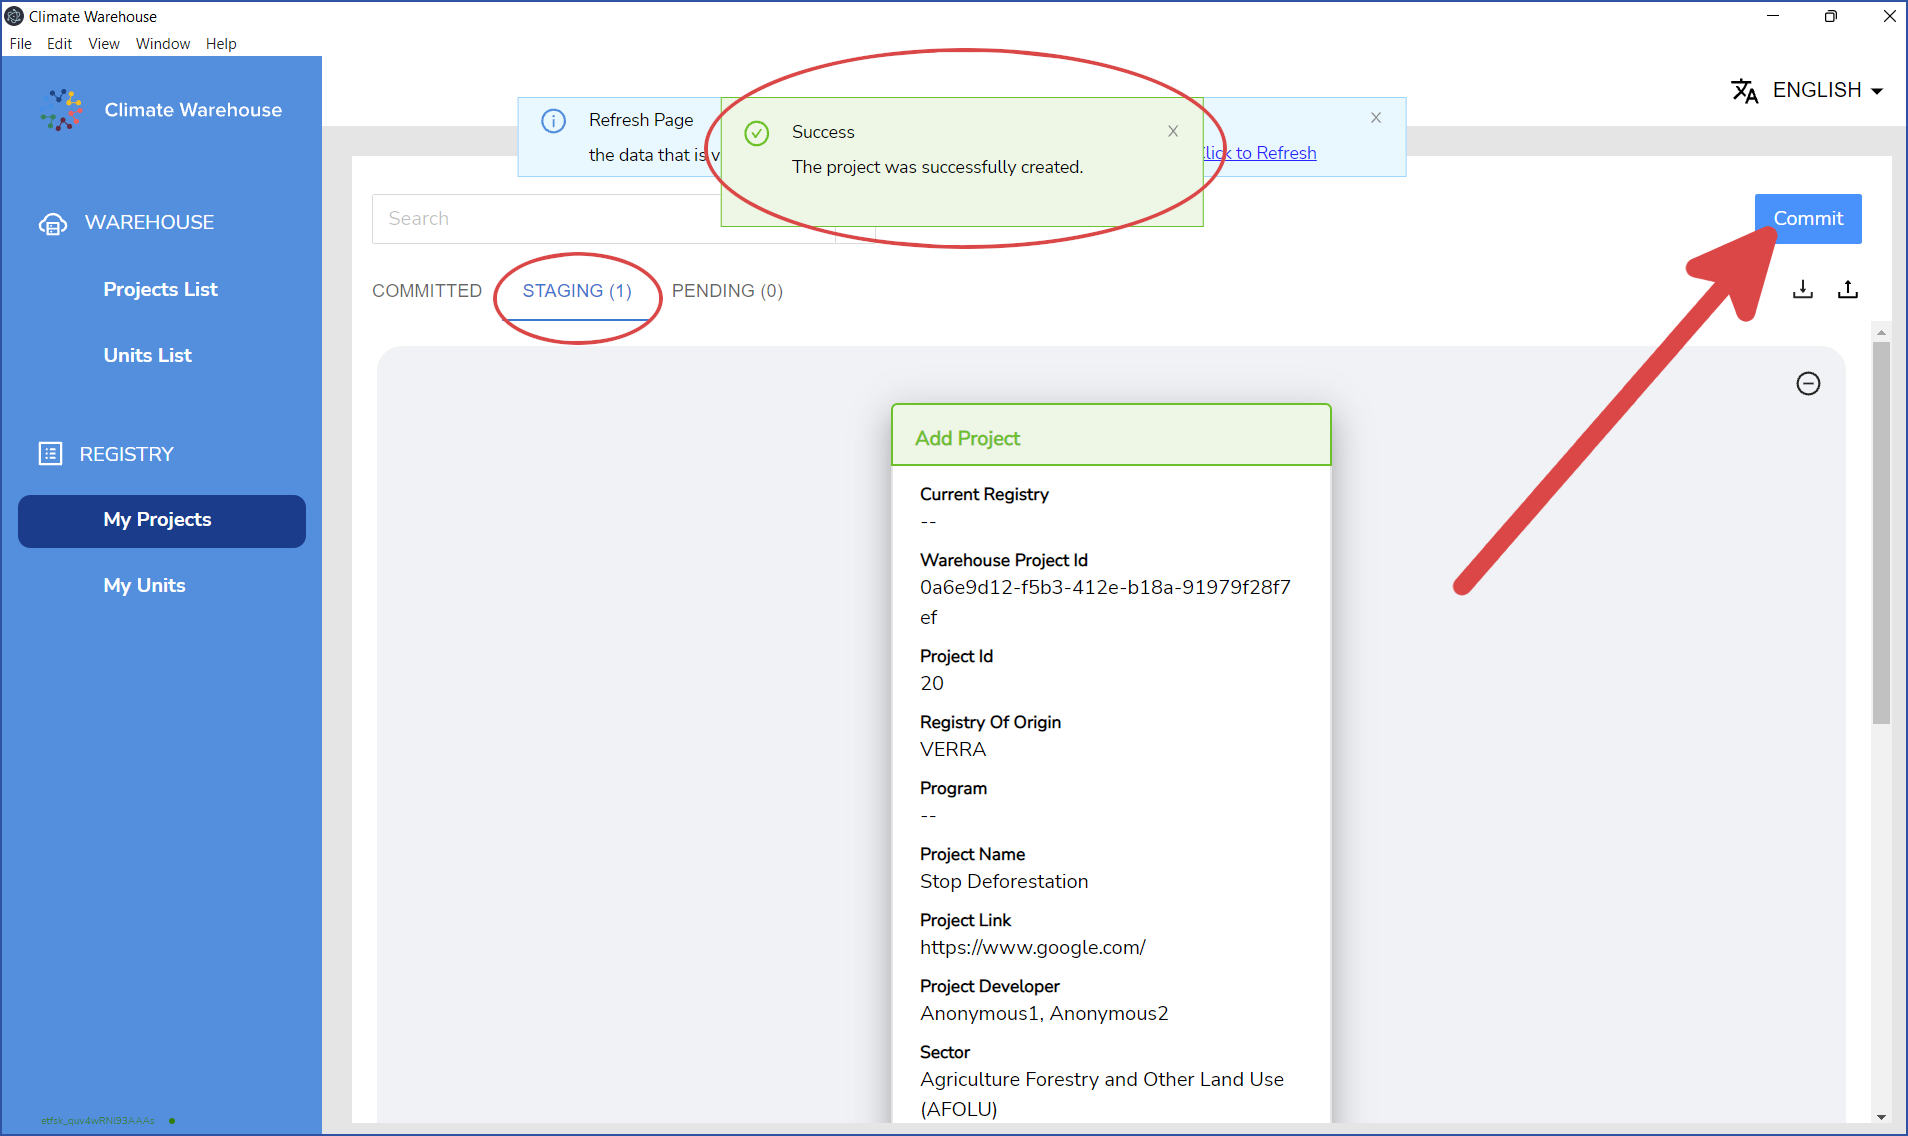 Climate Warehouse
File Edit View Window Help
Climate Warehouse
ENGLISH
Refresh Page
the data that is v
Click to Refresh
Success
The project was successfully created.
WAREHOUSE
Projects List
Units List
REGISTRY
My Projects
My Units
Search
Commit
COMMITTED STAGING (1) PENDING (0)
Add Project
Current Registry
--
Warehouse Project Id
0a6e9d12-f5b3-412e-b18a-91979f28f7
ef
Project Id
20
Registry Of Origin
VERRA
Program
--
Project Name
Stop Deforestation
Project Link
https://www.google.com/
Project Developer
Anonymous1, Anonymous2
Sector
Agriculture Forestry and Other Land Use
(AFOLU)